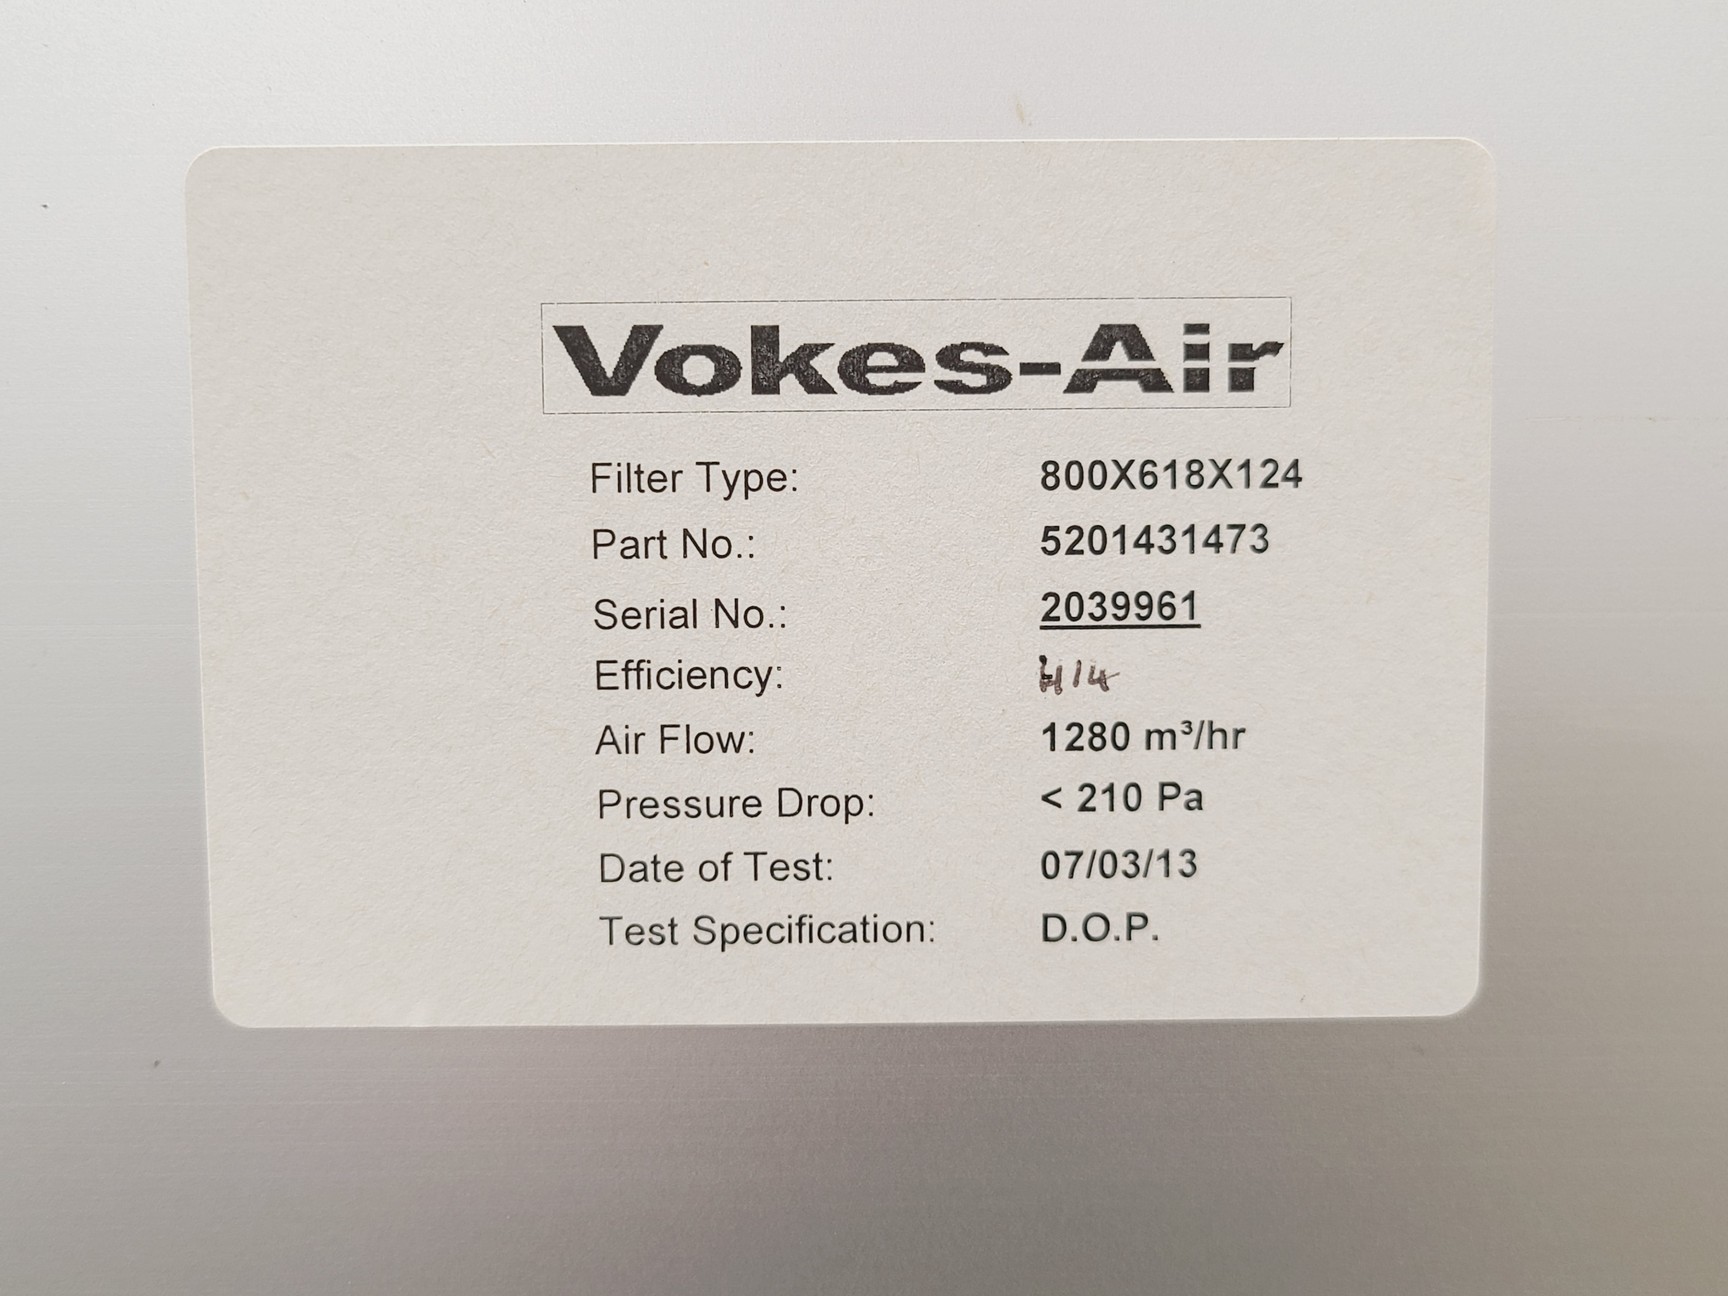 Vokes-Air
Filter Type: 800X618X124
Part No.: 5201431473
Serial No.: 2039961
Efficiency: H14
Air Flow: 1280 m³/hr
Pressure Drop: < 210 Pa
Date of Test: 07/03/13
Test Specification: D.O.P.